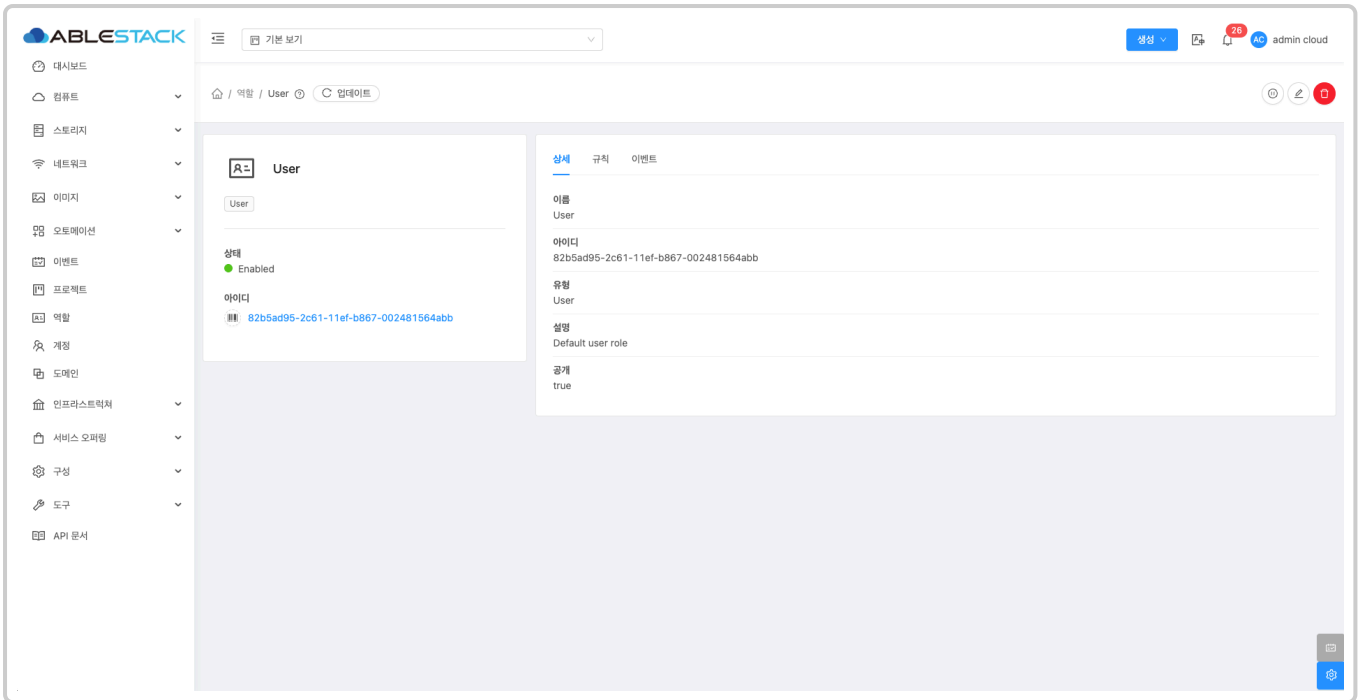 ABLESTACK
기본 보기
생성
26
AC
admin cloud
대시보드
컴퓨트
스토리지
네트워크
이미지
오토메이션
이벤트
프로젝트
역할
계정
도메인
인프라스트럭쳐
서비스 오퍼링
구성
도구
API 문서
/ 역할 / User 업데이트
User
User
상태
Enabled
아이디
82b5ad95-2c61-11ef-b867-002481564abb
상세 규칙 이벤트
이름
User
아이디
82b5ad95-2c61-11ef-b867-002481564abb
유형
User
설명
Default user role
공개
true